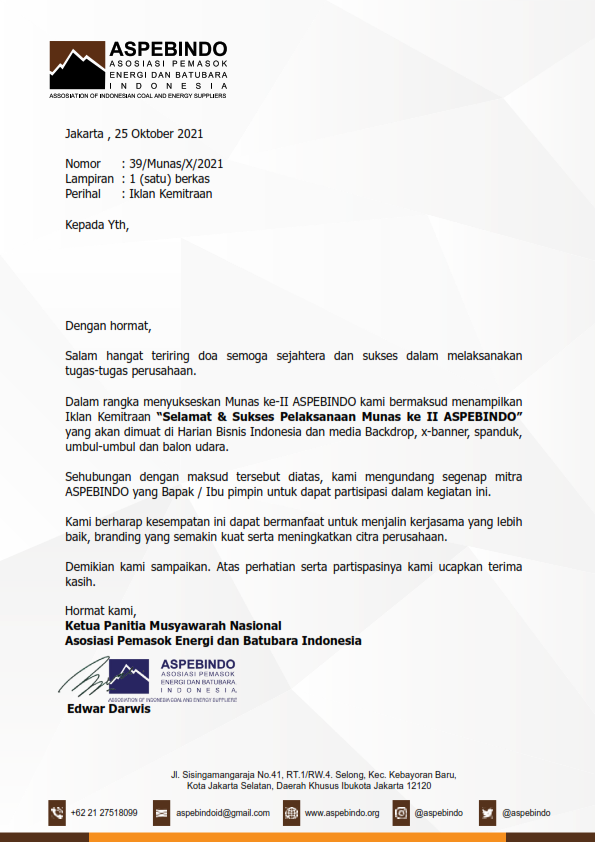 ASPEBINDO
ASOSIASI PEMASOK
ENERGI DAN BATUBARA
INDONESIA
ASSOSIATION OF INDONESIAN COAL AND ENERGY SUPPLIERS
Jakarta , 25 Oktober 2021
Nomor : 39/Munas/X/2021
Lampiran : 1 (satu) berkas
Perihal : Iklan Kemitraan
Kepada Yth,
Dengan hormat,
Salam hangat teriring doa semoga sejahtera dan sukses dalam melaksanakan
tugas-tugas perusahaan.
Dalam rangka menyukseskan Munas ke-II ASPEBINDO kami bermaksud menampilkan
Iklan Kemitraan “Selamat & Sukses Pelaksanaan Munas ke II ASPEBINDO”
yang akan dimuat di Harian Bisnis Indonesia dan media Backdrop, x-banner, spanduk,
umbul-umbul dan balon udara.
Sehubungan dengan maksud tersebut diatas, kami mengundang segenap mitra
ASPEBINDO yang Bapak / Ibu pimpin untuk dapat partisipasi dalam kegiatan ini.
Kami berharap kesempatan ini dapat bermanfaat untuk menjalin kerjasama yang lebih
baik, branding yang semakin kuat serta meningkatkan citra perusahaan.
Demikian kami sampaikan. Atas perhatian serta partispasinya kami ucapkan terima
kasih.
Hormat kami,
Ketua Panitia Musyawarah Nasional
Asosiasi Pemasok Energi dan Batubara Indonesia
ASPEBINDO
ASOSIASI PEMASOK
ENERGI DAN BATUBARA
INDONESIA
ASSOSIATION OF INDONESIA COAL AND ENERGY SUPPLIERS
Edwar Darwis
Jl. Sisingamangaraja No.41, RT.1/RW.4. Selong, Kec. Kebayoran Baru,
Kota Jakarta Selatan, Daerah Khusus Ibukota Jakarta 12120
+62 21 27518099 aspebindoid@gmail.com www.aspebindo.org @aspebindo @aspebindo